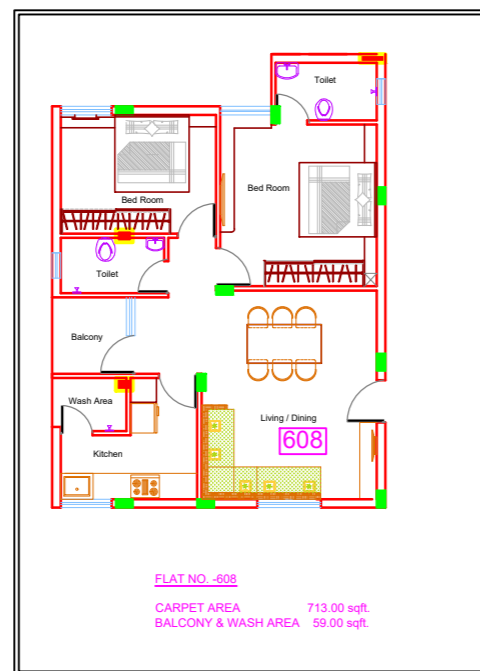 Toilet
Bed Room
Bed Room
Toilet
Balcony
Wash Area
Living / Dining
608
Kitchen
FLAT NO. -608
CARPET AREA 713.00 sqft.
BALCONY & WASH AREA 59.00 sqft.